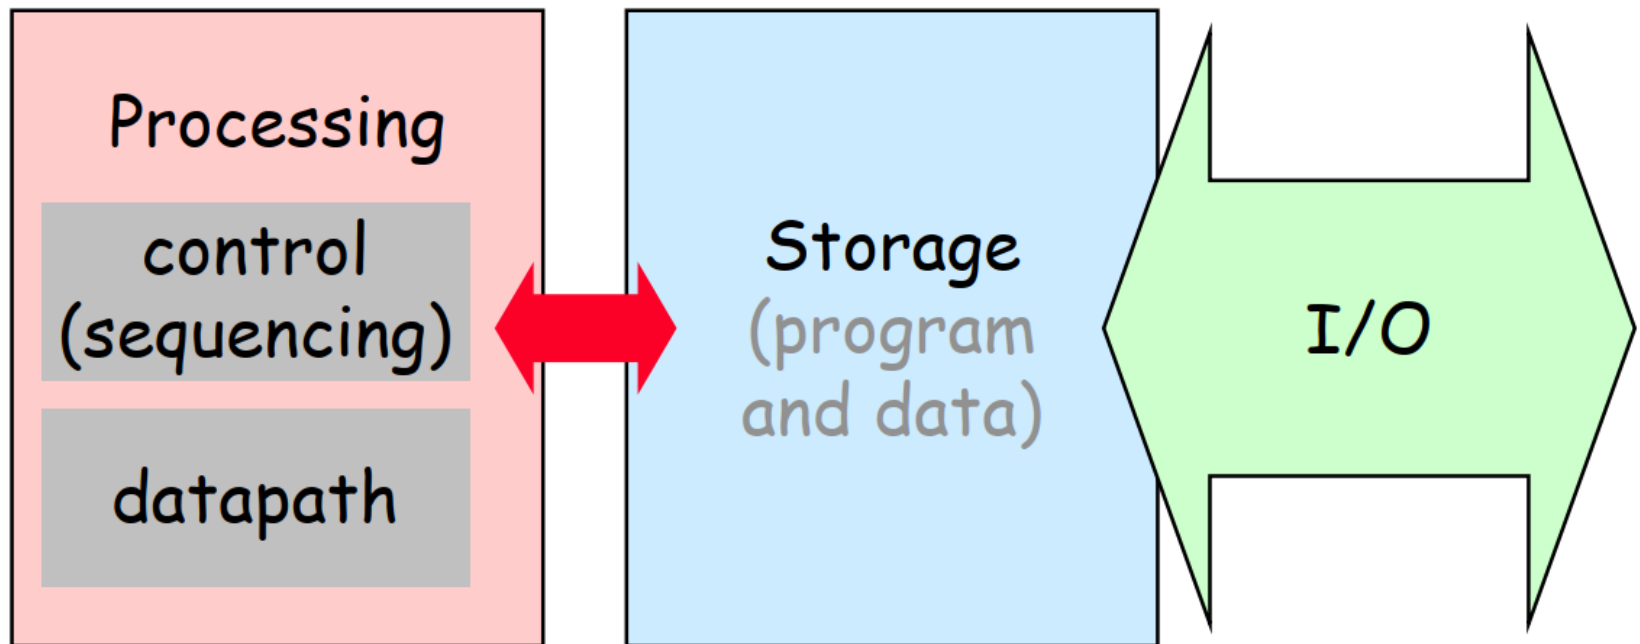 Processing
control
(sequencing)
datapath
Storage
(program
and data)
I/O